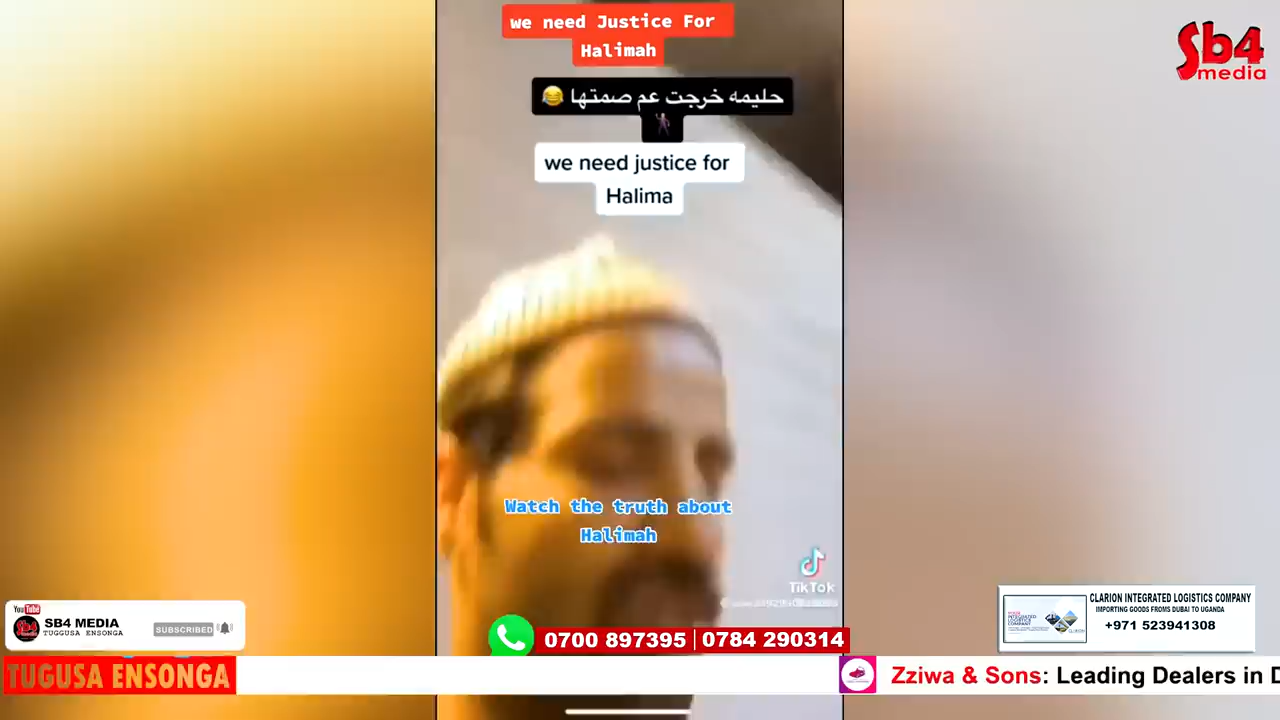 we need Justice For
Halimah
حليمه خرجت عم صمتها 😂
we need justice for
Halima
Sb4
media
Watch the truth about
Halimah
TikTok
YouTube
SB4 MEDIA
TUGGUSA ENSONGA
SUBSCRIBED
0700 897395 | 0784 290314
CLARION INTEGRATED LOGISTICS COMPANY
IMPORTING GOODS FROMS DUBAI TO UGANDA
+971 523941308
TUGUSA ENSONGA
Zziwa & Sons: Leading Dealers in D